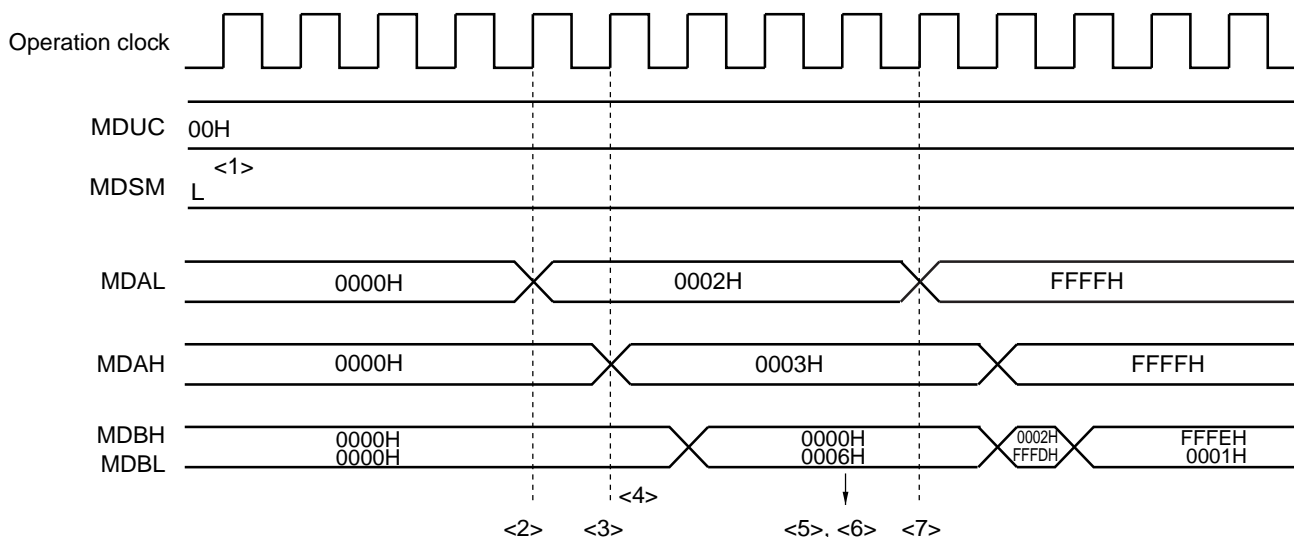 Operation clock
MDUC 00H
<1>
MDSM L
MDAL 0000H 0002H FFFFH
MDAH 0000H 0003H FFFFH
MDBH 0000H 0000H 0002H FFFEH
MDBL 0000H 0006H FFFDH 0001H
<4>
<2> <3> <5>, <6> <7>